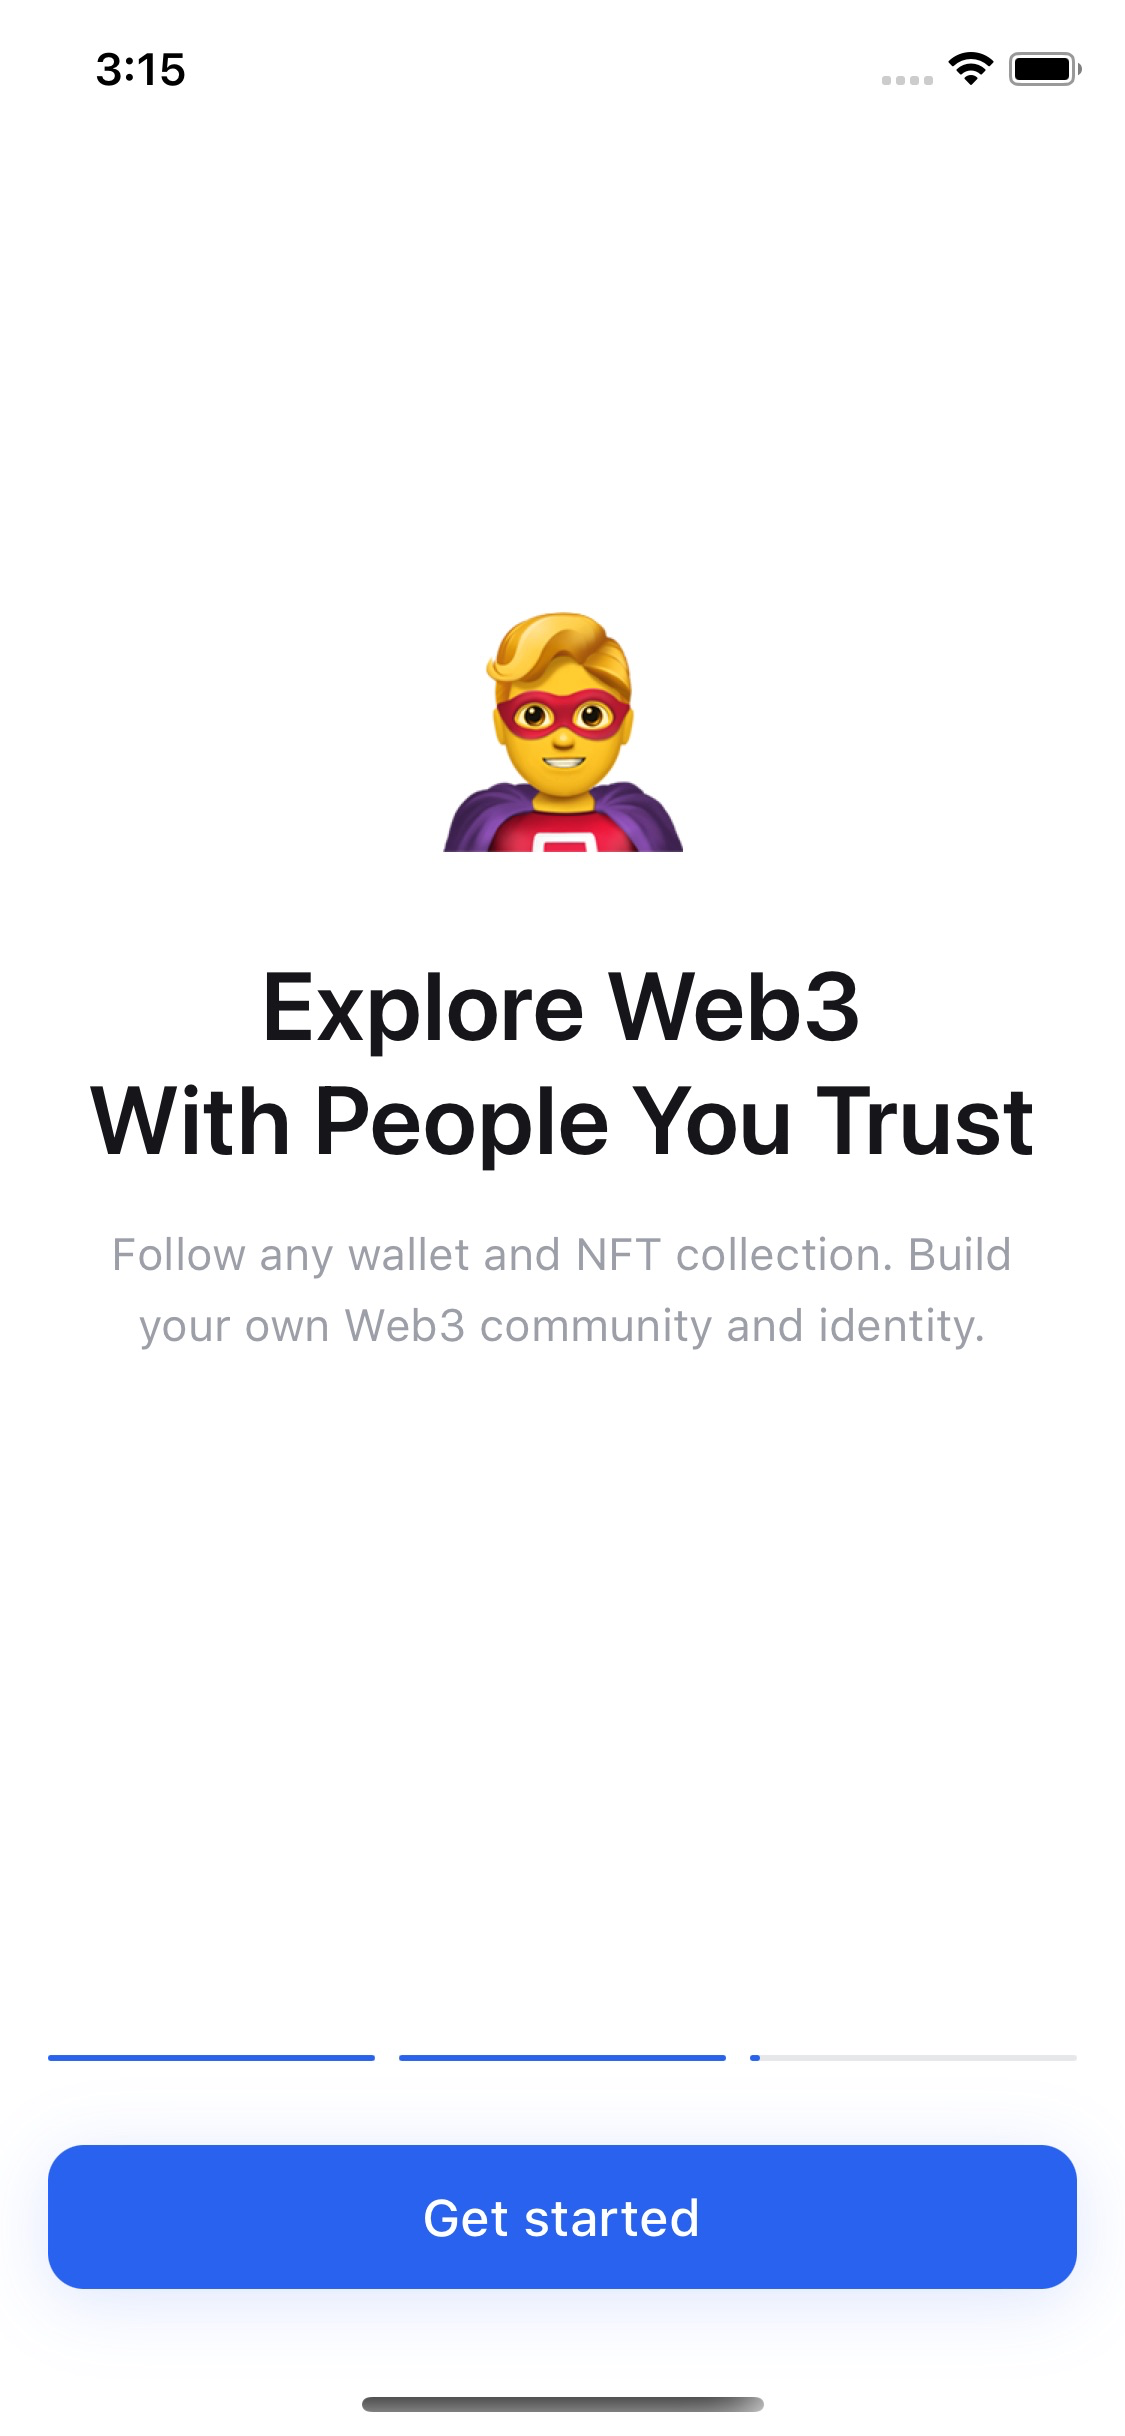 3:15
Explore Web3
With People You Trust
Follow any wallet and NFT collection. Build
your own Web3 community and identity.
Get started